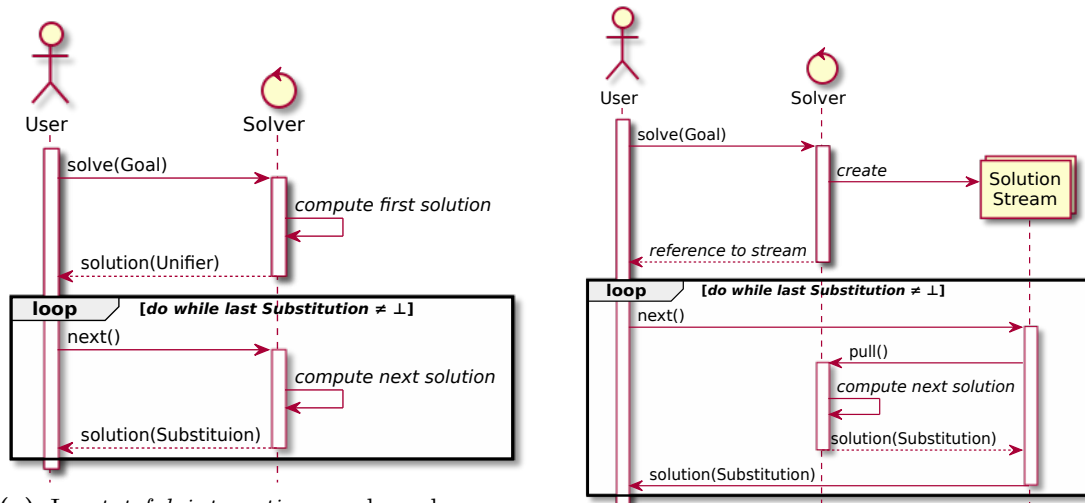 User
Solver
solve(Goal)
compute first solution
solution(Unifier)
loop
[do while last Substitution ≠ ⊥]
next()
compute next solution
solution(Substituion)
User
Solver
solve(Goal)
create
Solution
Stream
reference to stream
loop
[do while last Substitution ≠ ⊥]
next()
pull()
compute next solution
solution(Substitution)
solution(Substitution)